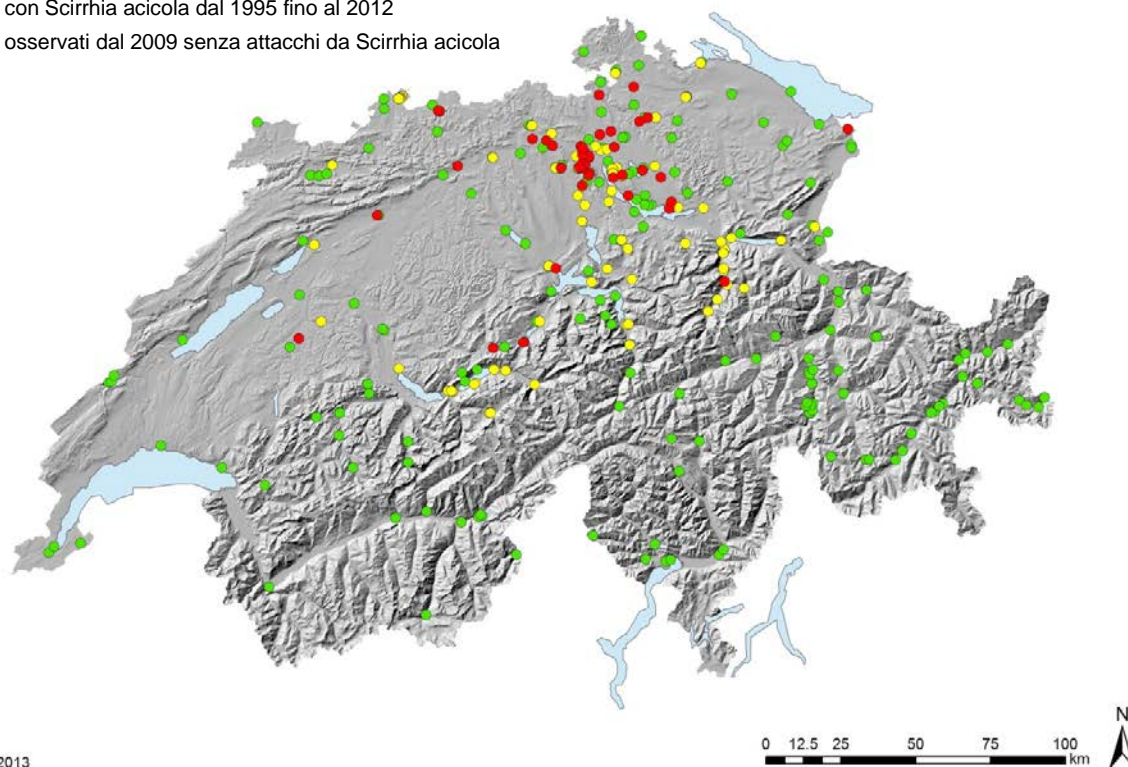 con Scirrhia acicola dal 1995 fino al 2012
osservati dal 2009 senza attacchi da Scirrhia acicola
N
0 12.5 25 50 75 100
km
2013